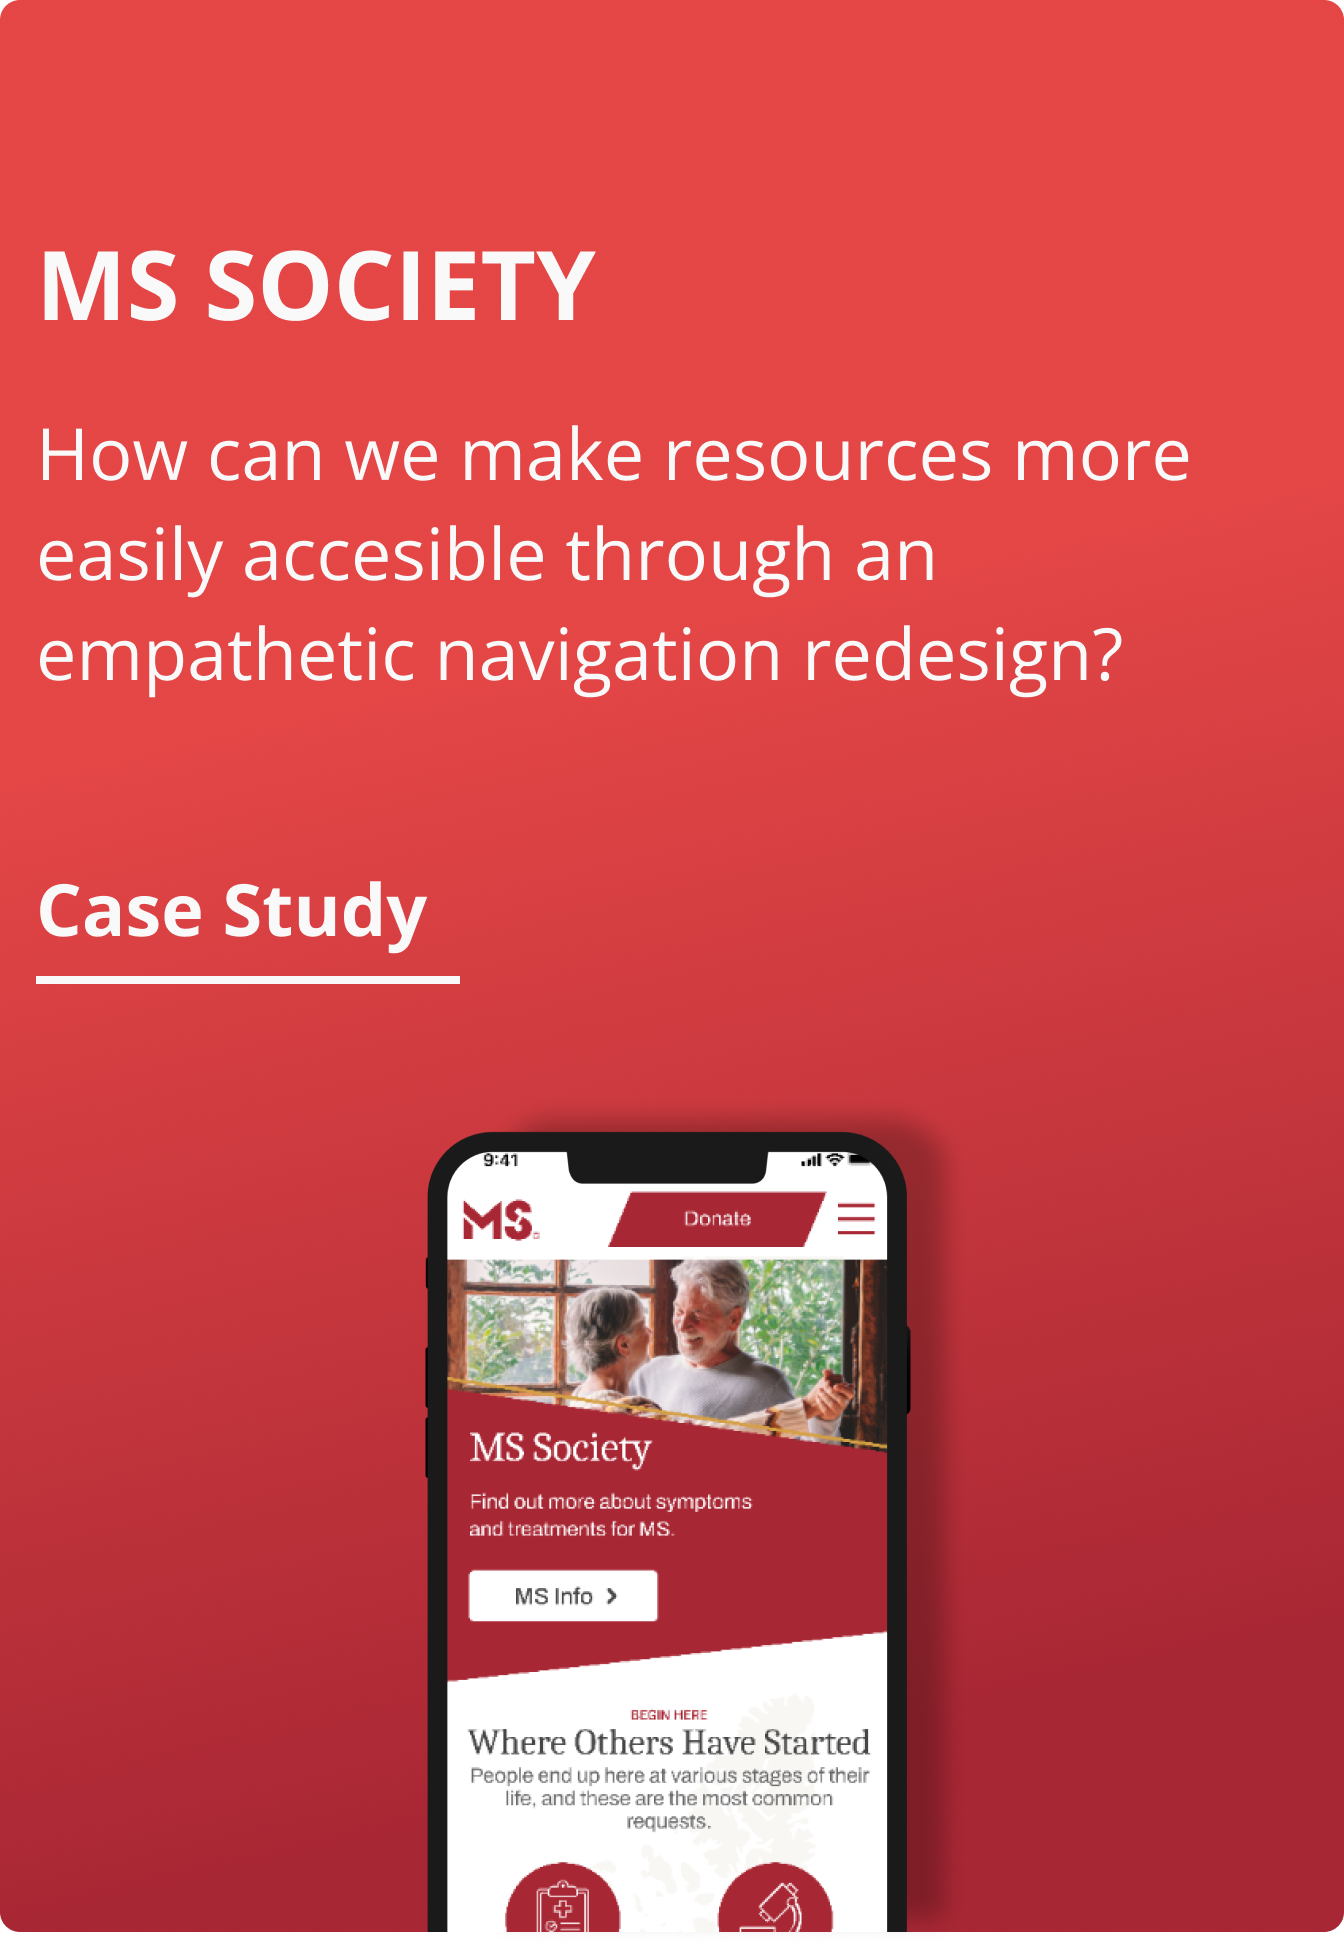 MS SOCIETY
How can we make resources more
easily accesible through an
empathetic navigation redesign?
Case Study
9:41
MS
Donate
MS Society
Find out more about symptoms
and treatments for MS.
MS Info
BEGIN HERE
Where Others Have Started
People end up here at various stages of their
life, and these are the most common
requests.